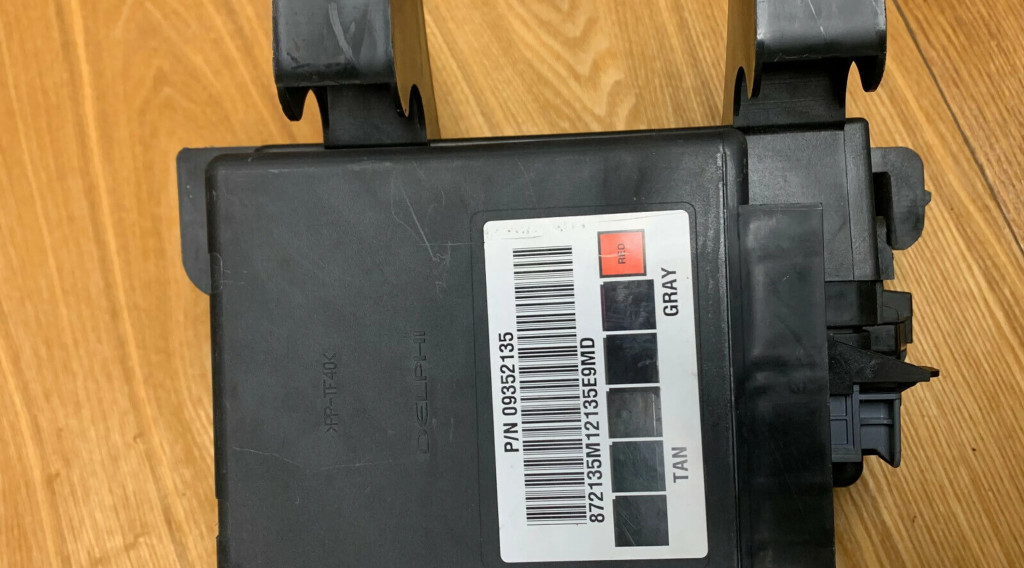 >PP-TF40<
DELPHI
P/N 09352135
872135M12135E9MD
RED
GRAY
TAN